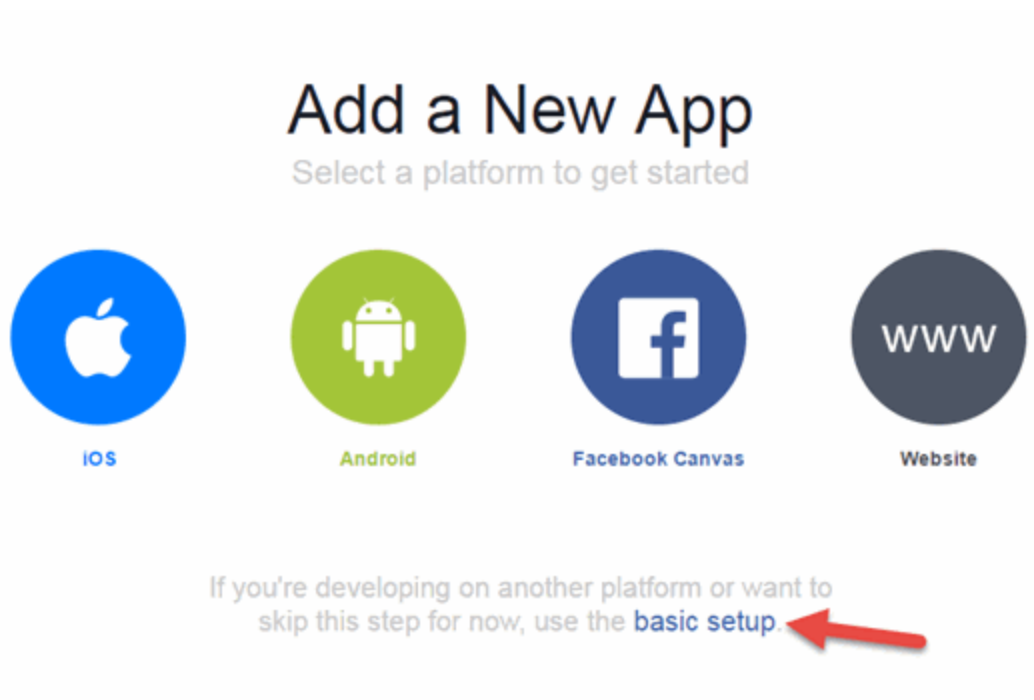 Add a New App
Select a platform to get started
f
www
iOS
Android
Facebook Canvas
Website
If you're developing on another platform or want to
skip this step for now, use the basic setup.